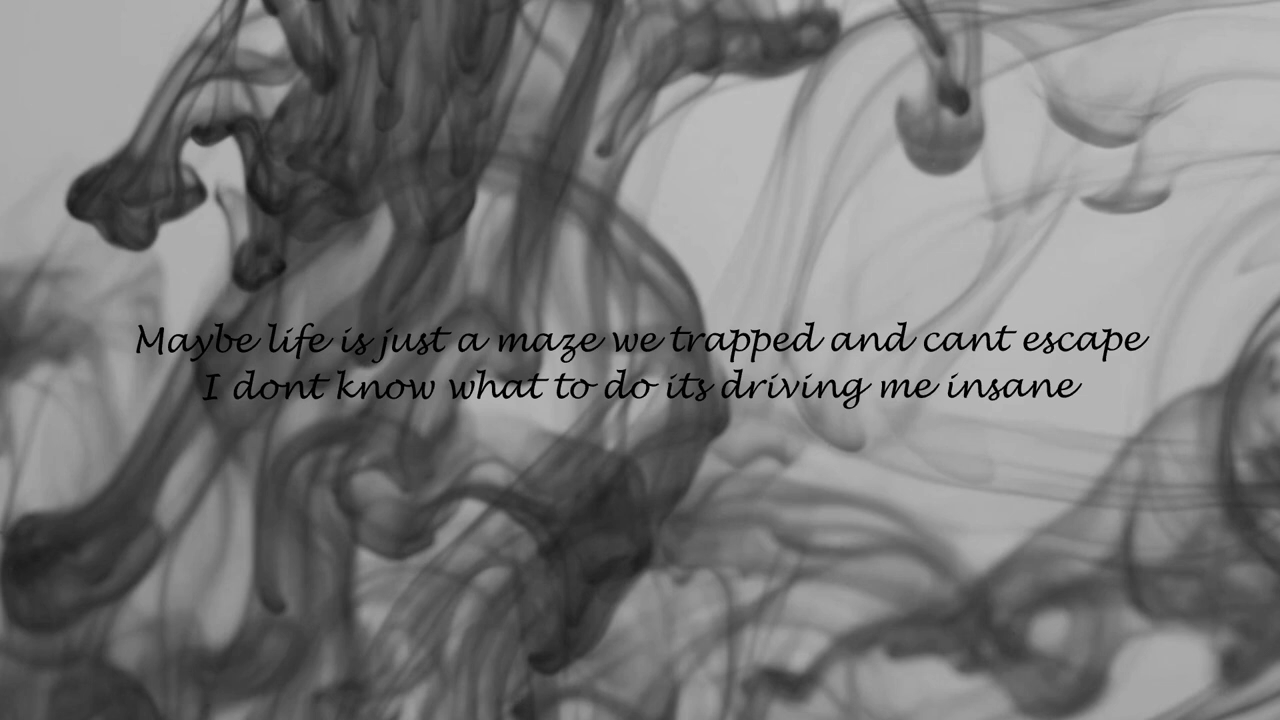 Maybe life is just a maze we trapped and cant escape
I dont know what to do its driving me insane